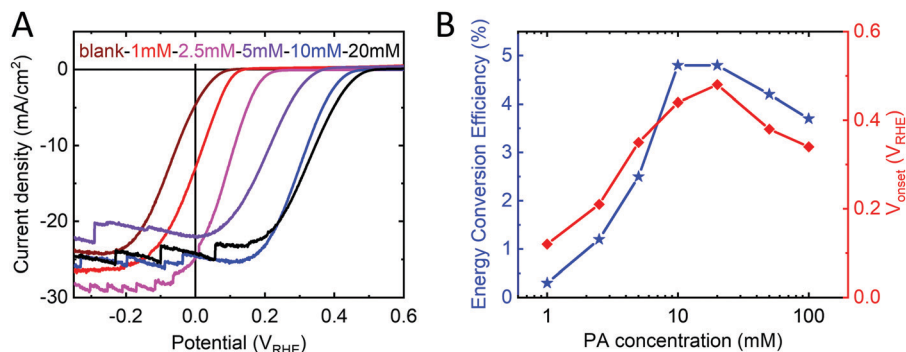 A
blank-1mM-2.5mM-5mM-10mM-20mM
0
-10
-20
-30
Current density (mA/cm²)
-0.2
0.0
0.2
0.4
0.6
Potential (V_RHE)
B
5
4
3
2
1
0
Energy Conversion Efficiency (%)
0.6
0.4
0.2
0.0
V_onset (V_RHE)
1
10
100
PA concentration (mM)